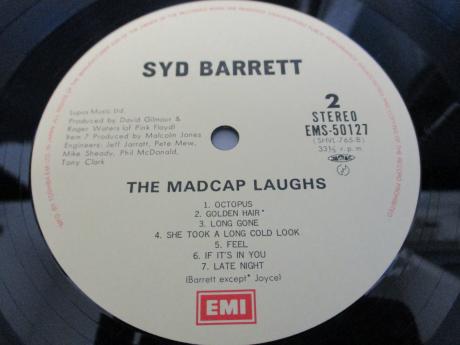 SYD BARRETT
Lupus Music Ltd.
Produced by David Gilmour &
Roger Waters (of Pink Floyd)
Item 7 Produced by Malcolm Jones
Engineers: Jeff Jarratt, Pete Mew,
Mike Sheady, Phil McDonald,
Tony Clark
2
STEREO
EMS-50127
(SHVL-765-B)
33⅓ r.p.m.
THE MADCAP LAUGHS
1. OCTOPUS
2. GOLDEN HAIR*
3. LONG GONE
4. SHE TOOK A LONG COLD LOOK
5. FEEL
6. IF IT'S IN YOU
7. LATE NIGHT
(Barrett except* Joyce)
EMI